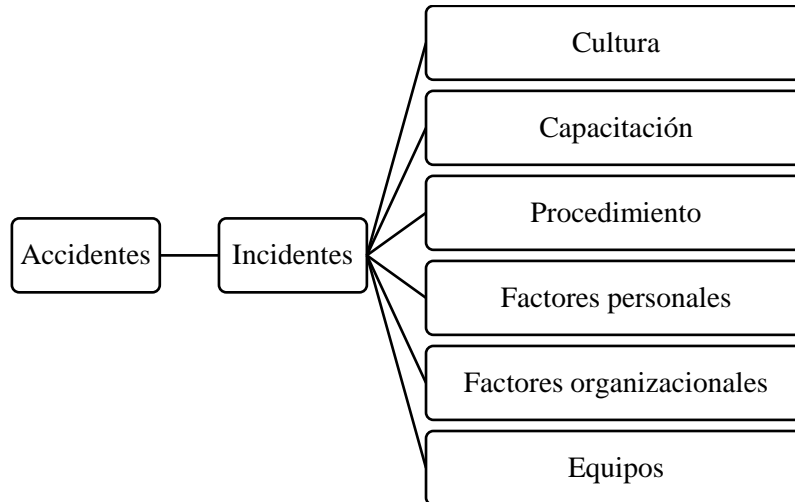 Accidentes
Incidentes
Cultura
Capacitación
Procedimiento
Factores personales
Factores organizacionales
Equipos